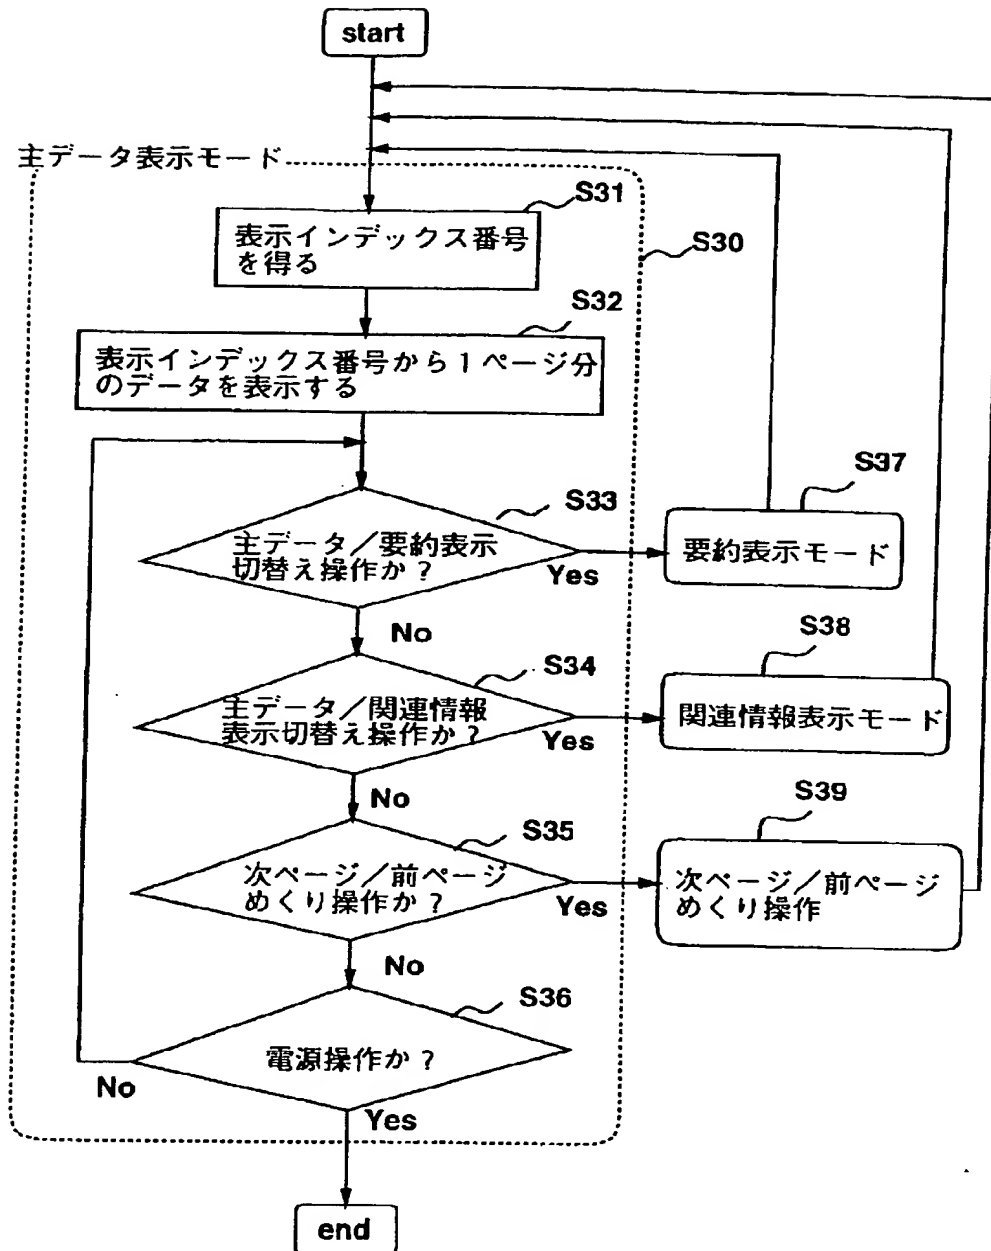 start
主データ表示モード
S31
表示インデックス番号
を得る
S30
S32
表示インデックス番号から1ページ分
のデータを表示する
S33
主データ／要約表示
切替え操作か？
Yes
S37
要約表示モード
No
S34
主データ／関連情報
表示切替え操作か？
Yes
S38
関連情報表示モード
No
S35
次ページ／前ページ
めくり操作か？
Yes
S39
次ページ／前ページ
めくり操作
No
S36
電源操作か？
No
Yes
end